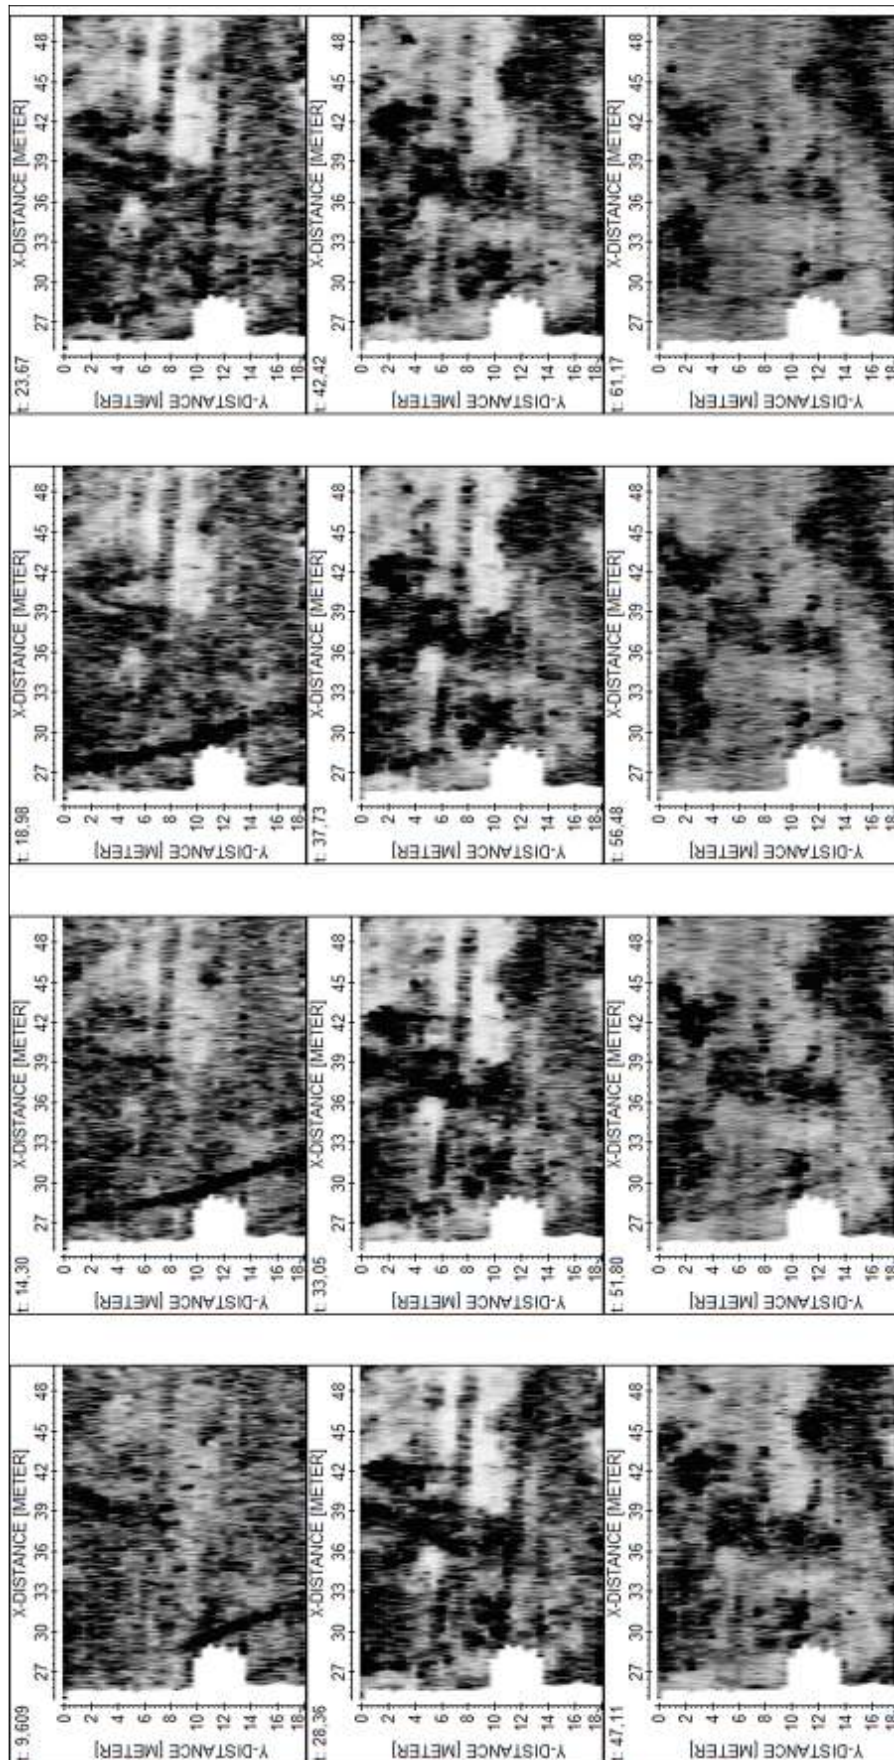 t: 9,609 X-DISTANCE [METER]
27 30 33 36 39 42 45 48
Y-DISTANCE [METER]
0 2 4 6 8 10 12 14 16 18
t: 14,30 X-DISTANCE [METER]
27 30 33 36 39 42 45 48
Y-DISTANCE [METER]
0 2 4 6 8 10 12 14 16 18
t: 18,98 X-DISTANCE [METER]
27 30 33 36 39 42 45 48
Y-DISTANCE [METER]
0 2 4 6 8 10 12 14 16 18
t: 23,67 X-DISTANCE [METER]
27 30 33 36 39 42 45 48
Y-DISTANCE [METER]
0 2 4 6 8 10 12 14 16 18
t: 28,36 X-DISTANCE [METER]
27 30 33 36 39 42 45 48
Y-DISTANCE [METER]
0 2 4 6 8 10 12 14 16 18
t: 33,05 X-DISTANCE [METER]
27 30 33 36 39 42 45 48
Y-DISTANCE [METER]
0 2 4 6 8 10 12 14 16 18
t: 37,73 X-DISTANCE [METER]
27 30 33 36 39 42 45 48
Y-DISTANCE [METER]
0 2 4 6 8 10 12 14 16 18
t: 42,42 X-DISTANCE [METER]
27 30 33 36 39 42 45 48
Y-DISTANCE [METER]
0 2 4 6 8 10 12 14 16 18
t: 47,11 X-DISTANCE [METER]
27 30 33 36 39 42 45 48
Y-DISTANCE [METER]
0 2 4 6 8 10 12 14 16 18
t: 51,80 X-DISTANCE [METER]
27 30 33 36 39 42 45 48
Y-DISTANCE [METER]
0 2 4 6 8 10 12 14 16 18
t: 56,48 X-DISTANCE [METER]
27 30 33 36 39 42 45 48
Y-DISTANCE [METER]
0 2 4 6 8 10 12 14 16 18
t: 61,17 X-DISTANCE [METER]
27 30 33 36 39 42 45 48
Y-DISTANCE [METER]
0 2 4 6 8 10 12 14 16 18